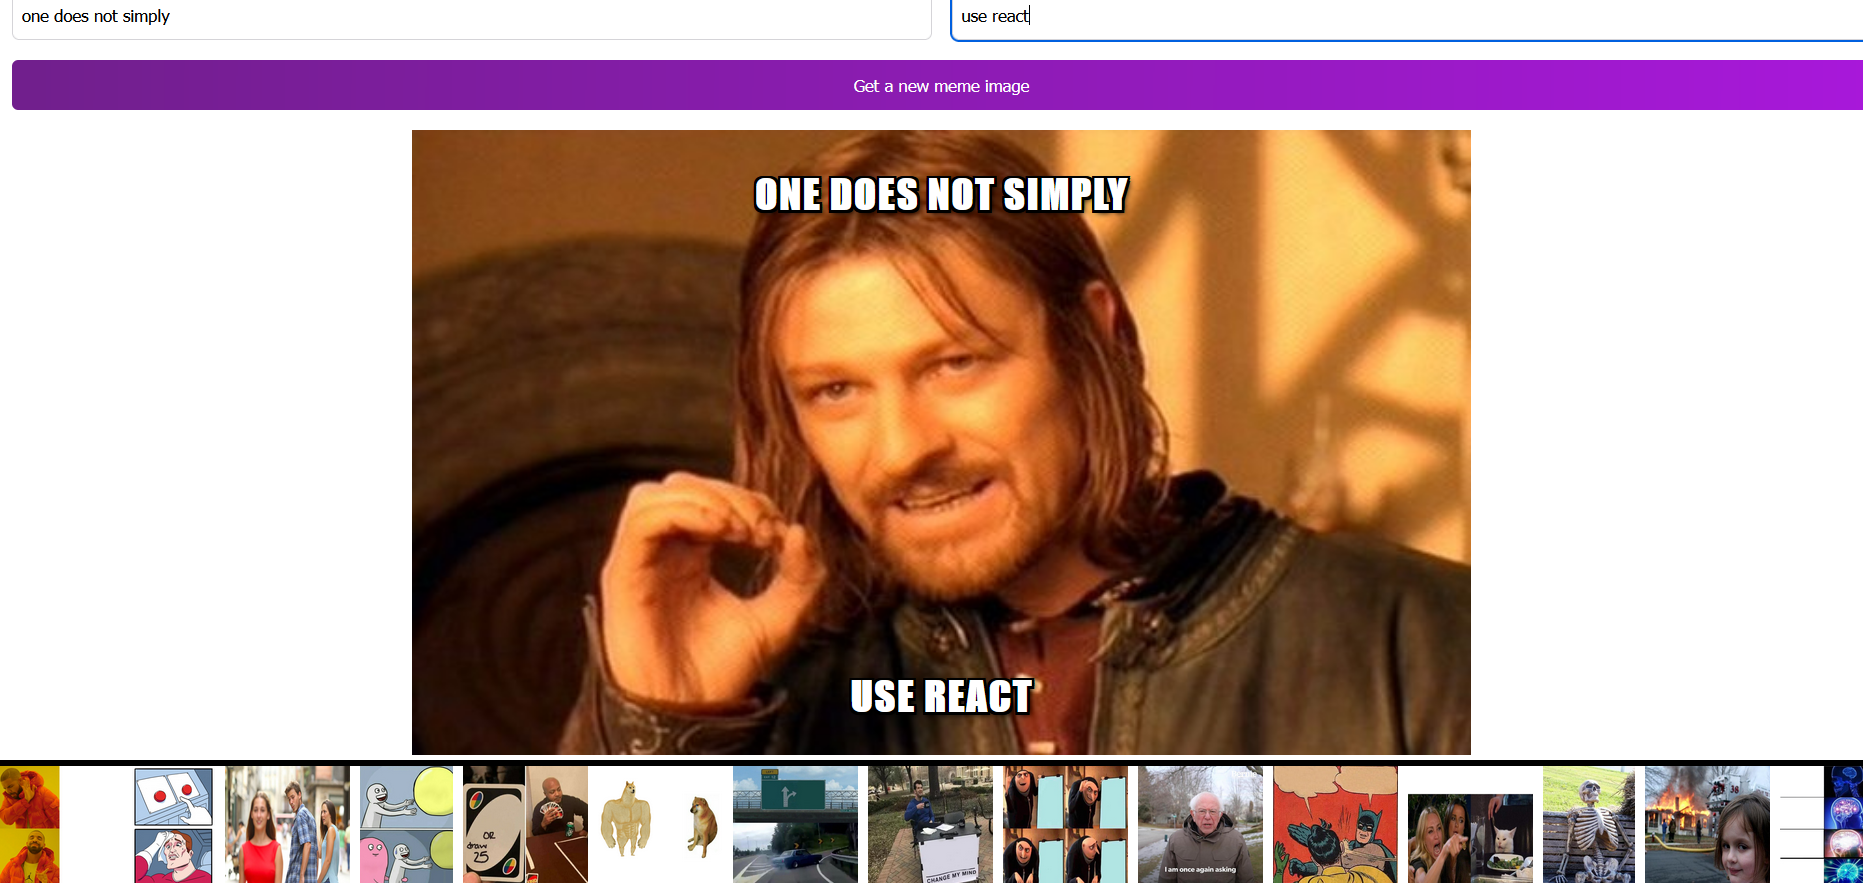 one does not simply
use react
Get a new meme image
ONE DOES NOT SIMPLY
USE REACT
OR
draw
25
CHANGE MY MIND
I am once again asking